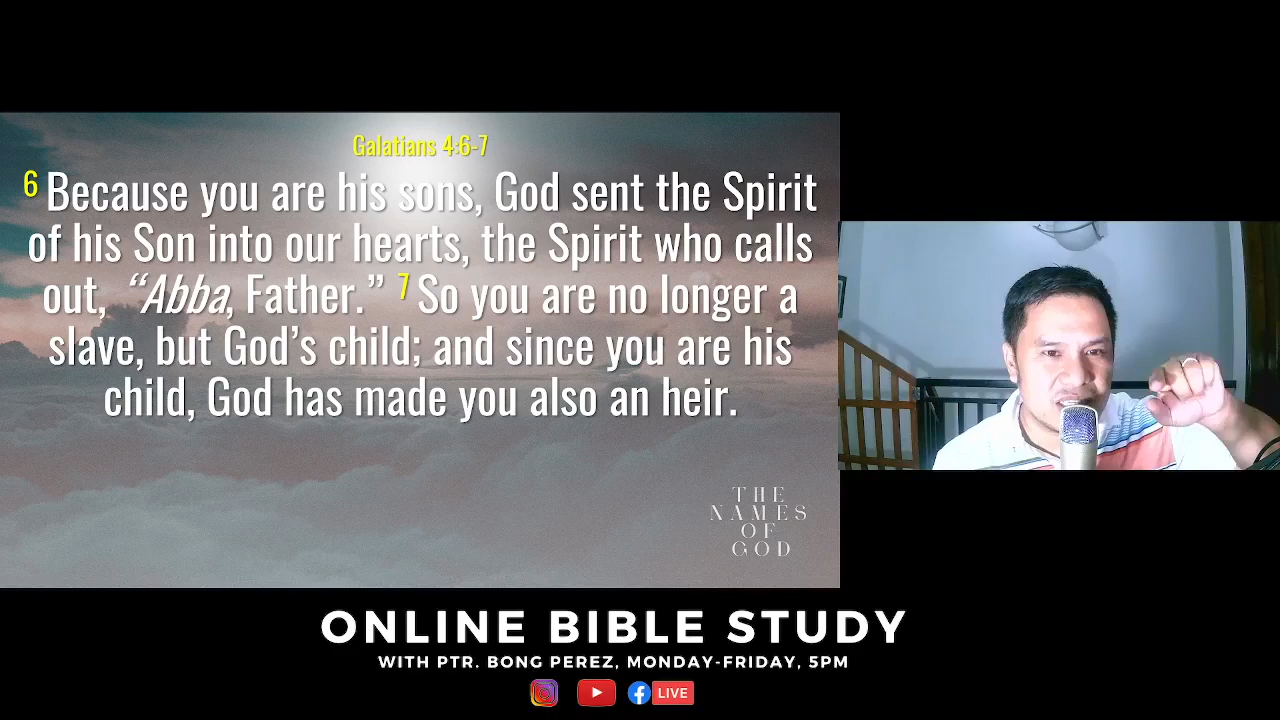 Galatians 4:6-7
6 Because you are his sons, God sent the Spirit
of his Son into our hearts, the Spirit who calls
out, “Abba, Father.” 7 So you are no longer a
slave, but God’s child; and since you are his
child, God has made you also an heir.
THE
NAMES
OF
GOD
ONLINE BIBLE STUDY
WITH PTR. BONG PEREZ, MONDAY-FRIDAY, 5PM
LIVE